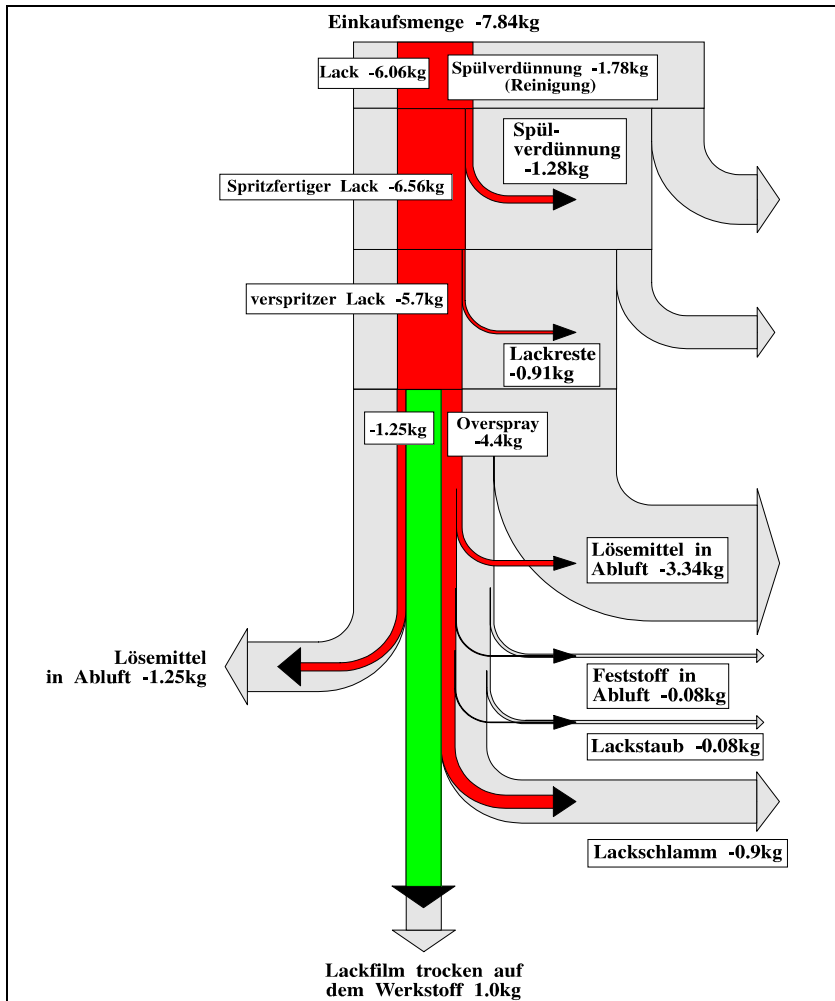 Einkaufsmenge -7.84kg
Lack -6.06kg
Spülverdünnung -1.78kg
(Reinigung)
Spül-
verdünnung
-1.28kg
Spritzfertiger Lack -6.56kg
verspritzer Lack -5.7kg
Lackreste
-0.91kg
-1.25kg
Overspray
-4.4kg
Lösemittel in
Abluft -3.34kg
Lösemittel
in Abluft -1.25kg
Feststoff in
Abluft -0.08kg
Lackstaub -0.08kg
Lackschlamm -0.9kg
Lackfilm trocken auf
dem Werkstoff 1.0kg